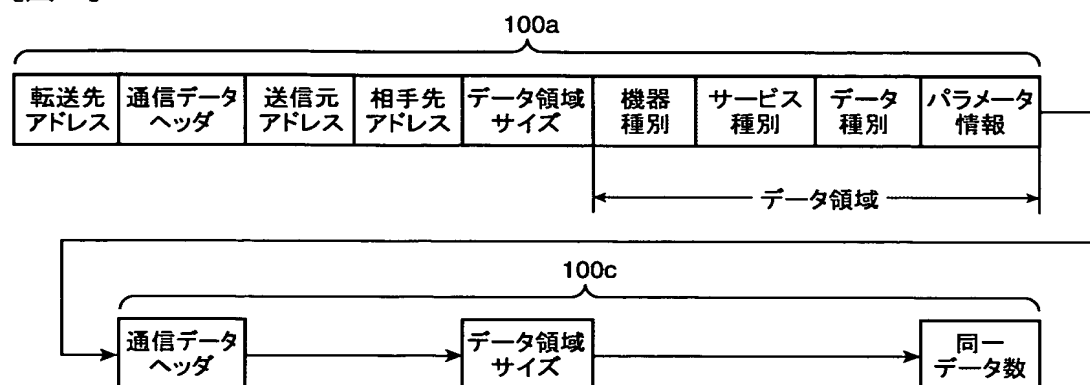 100a
転送先
アドレス
通信データ
ヘッダ
送信元
アドレス
相手先
アドレス
データ領域
サイズ
機器
種別
サービス
種別
データ
種別
パラメータ
情報
データ領域
100c
通信データ
ヘッダ
データ領域
サイズ
同一
データ数